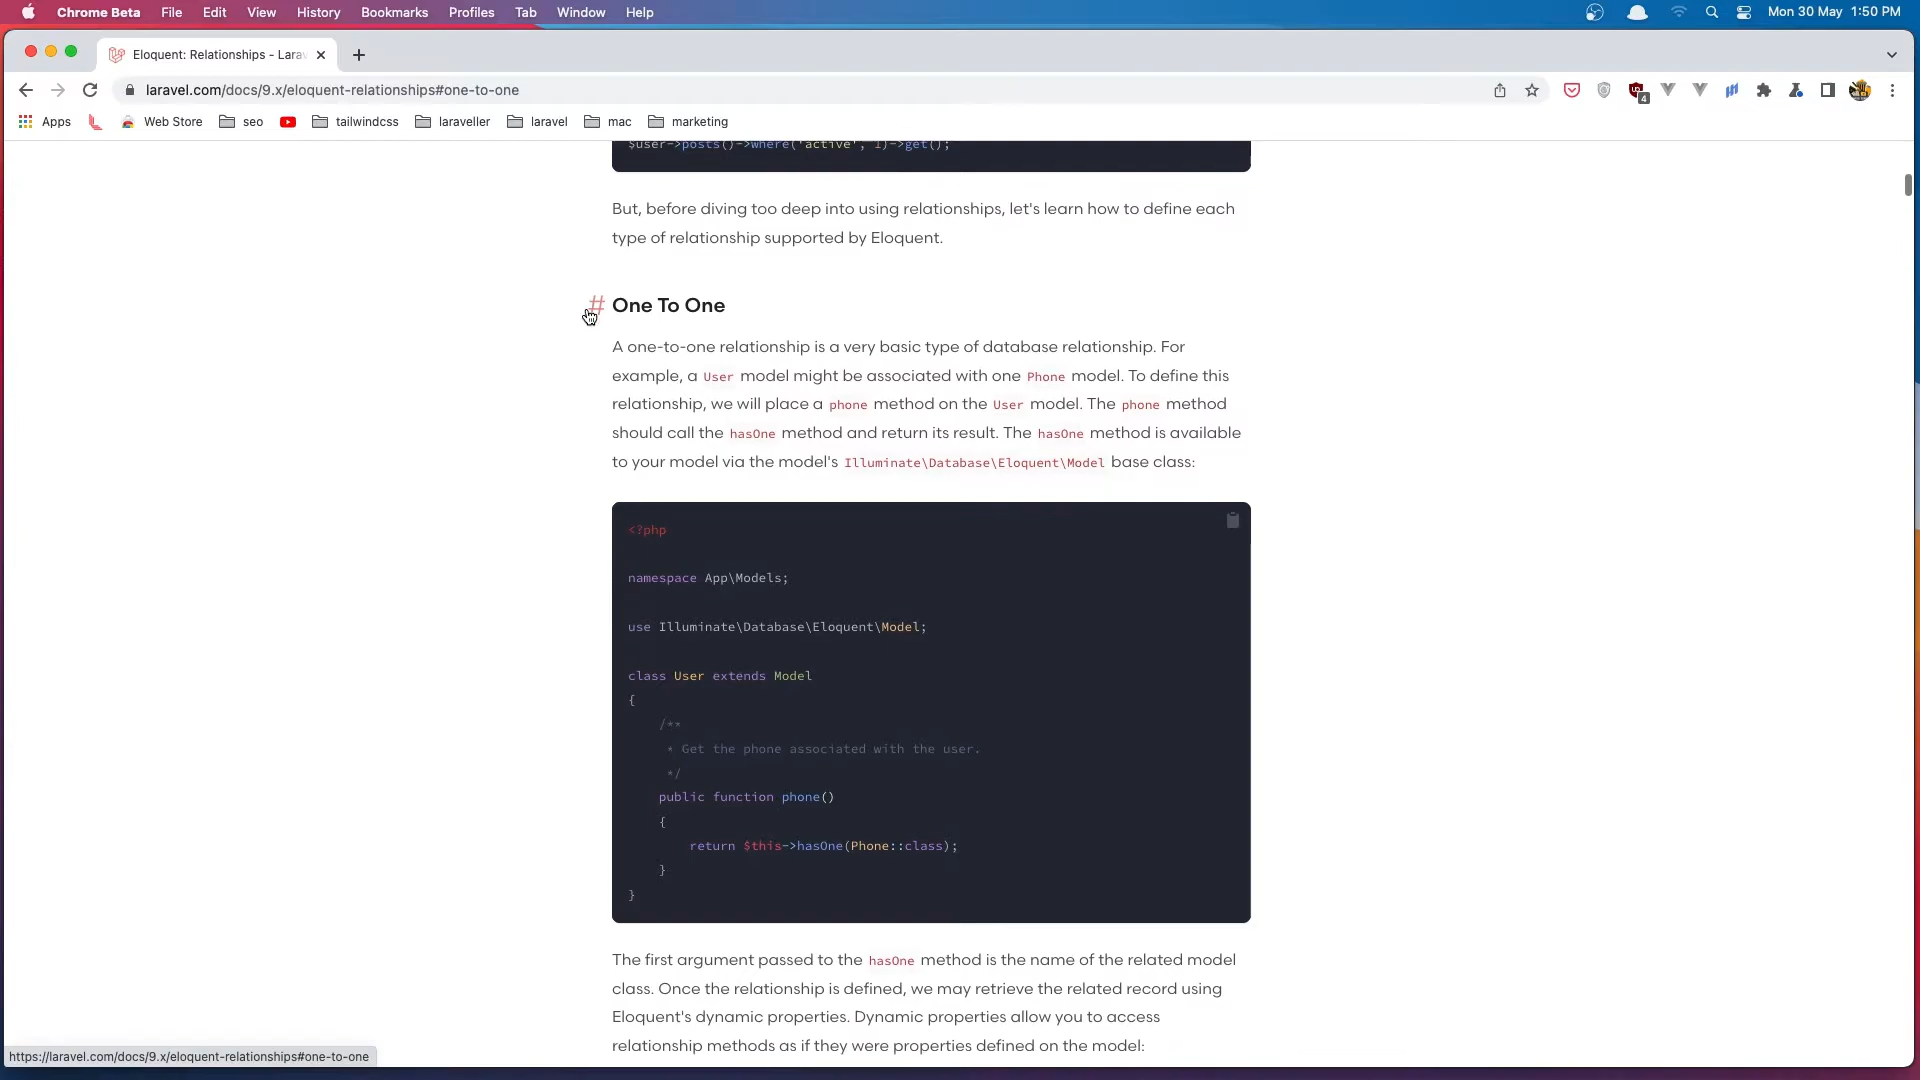 Chrome Beta File Edit View History Bookmarks Profiles Tab Window Help Mon 30 May 1:50 PM
Eloquent: Relationships - Lara
laravel.com/docs/9.x/eloquent-relationships#one-to-one 4
Apps Web Store seo tailwindcss laraveller laravel mac marketing
$user->posts()->where('active', 1)->get();
But, before diving too deep into using relationships, let's learn how to define each
type of relationship supported by Eloquent.
# One To One
A one-to-one relationship is a very basic type of database relationship. For
example, a User model might be associated with one Phone model. To define this
relationship, we will place a phone method on the User model. The phone method
should call the hasOne method and return its result. The hasOne method is available
to your model via the model's Illuminate\Database\Eloquent\Model base class:
<?php
namespace App\Models;
use Illuminate\Database\Eloquent\Model;
class User extends Model
{
/**
* Get the phone associated with the user.
*/
public function phone()
{
return $this->hasOne(Phone::class);
}
}
The first argument passed to the hasOne method is the name of the related model
class. Once the relationship is defined, we may retrieve the related record using
Eloquent's dynamic properties. Dynamic properties allow you to access
relationship methods as if they were properties defined on the model:
https://laravel.com/docs/9.x/eloquent-relationships#one-to-one